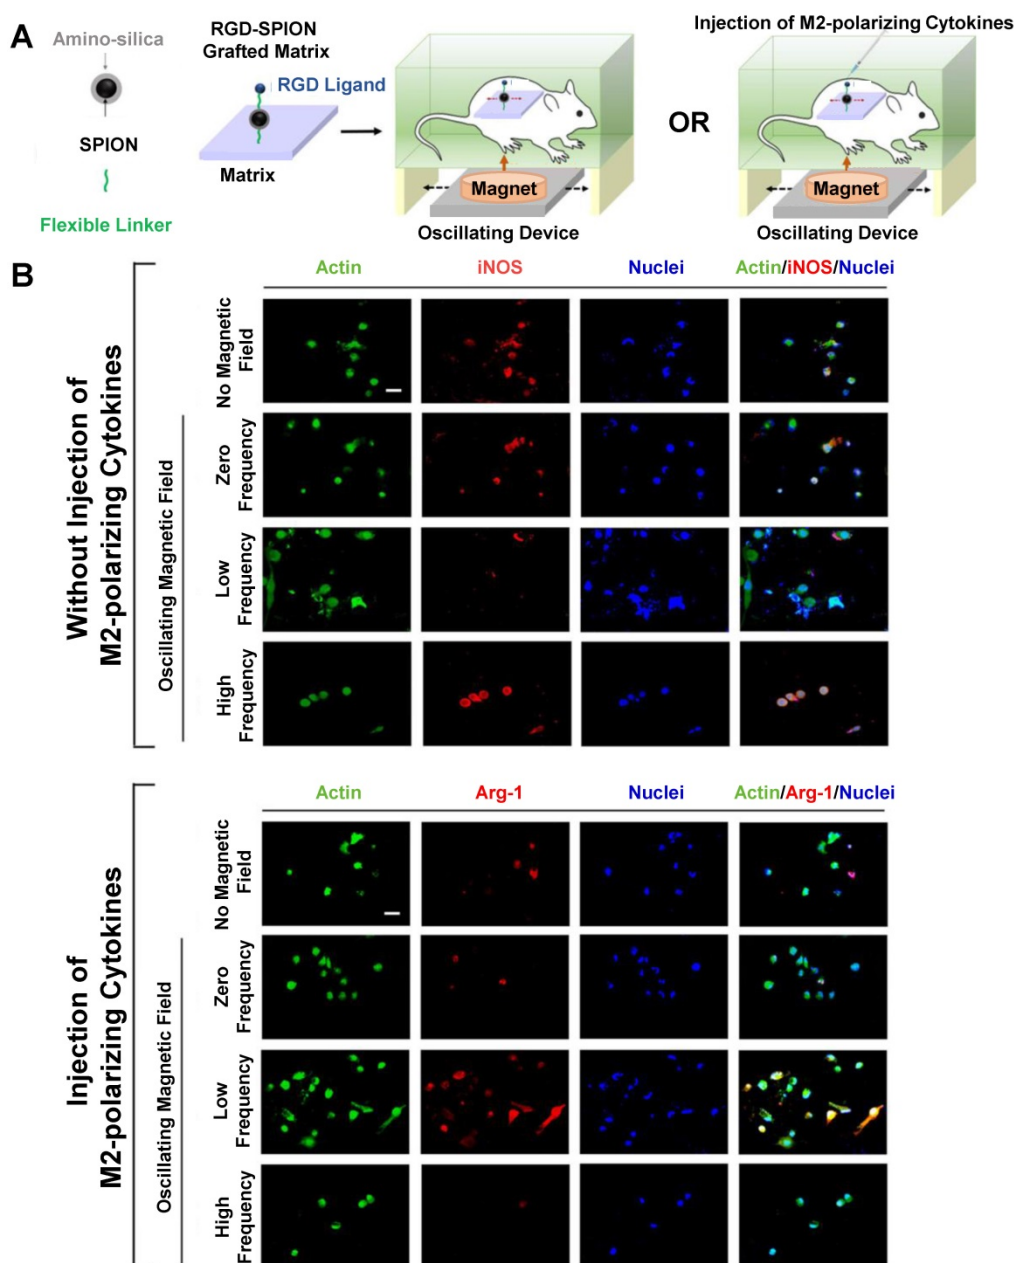 A
Amino-silica
SPION
Flexible Linker
RGD-SPION
Grafted Matrix
RGD Ligand
Matrix
Magnet
Oscillating Device
OR
Injection of M2-polarizing Cytokines
Magnet
Oscillating Device
B
Without Injection of
M2-polarizing Cytokines
Oscillating Magnetic Field
Actin
iNOS
Nuclei
Actin/iNOS/Nuclei
No Magnetic
Field
Zero
Frequency
Low
Frequency
High
Frequency
Injection of
M2-polarizing Cytokines
Oscillating Magnetic Field
Actin
Arg-1
Nuclei
Actin/Arg-1/Nuclei
No Magnetic
Field
Zero
Frequency
Low
Frequency
High
Frequency